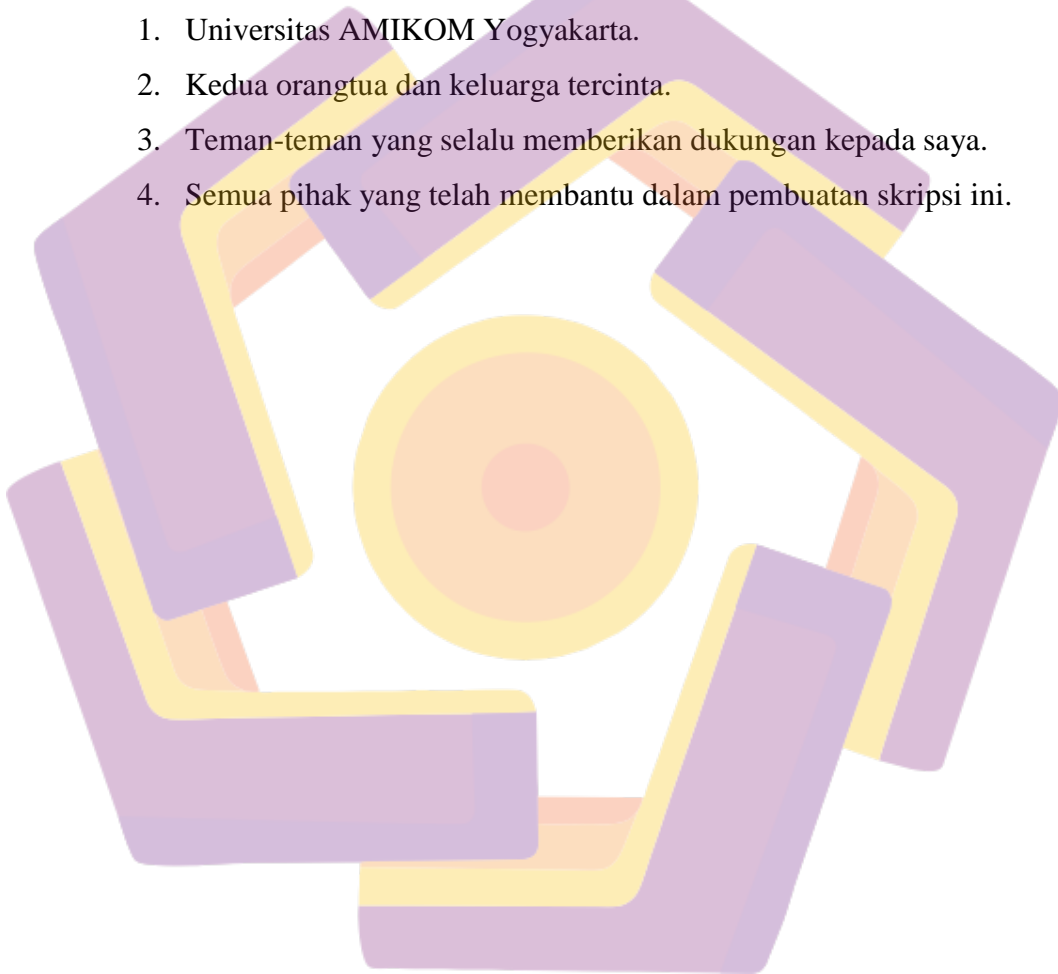 1. Universitas AMIKOM Yogyakarta.
2. Kedua orangtua dan keluarga tercinta.
3. Teman-teman yang selalu memberikan dukungan kepada saya.
4. Semua pihak yang telah membantu dalam pembuatan skripsi ini.